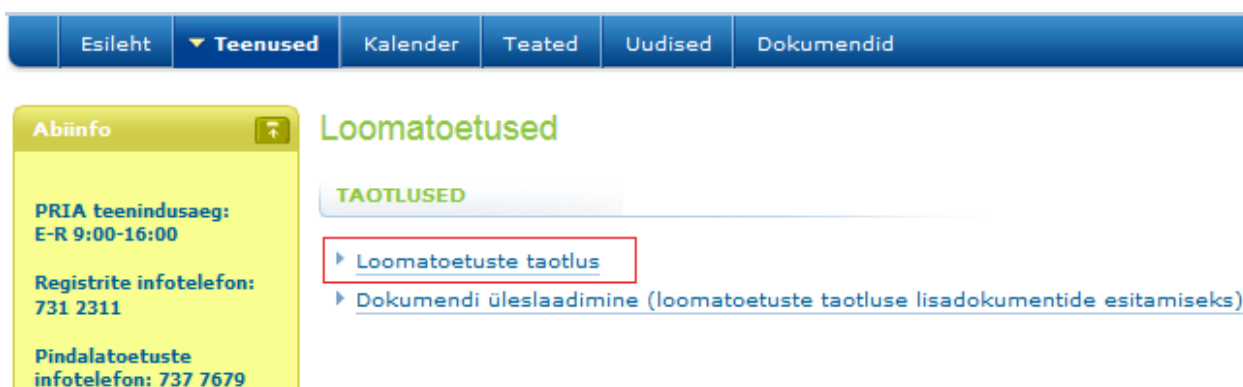 Esileht Teenused Kalender Teated Uudised Dokumendid
Abiinfo
PRIA teenindusaeg:
E-R 9:00-16:00
Registrite infotelefon:
731 2311
Pindalatoetuste
infotelefon: 737 7679
Loomatoetused
TAOTLUSED
Loomatoetuste taotlus
Dokumendi üleslaadimine (loomatoetuste taotluse lisadokumentide esitamiseks)